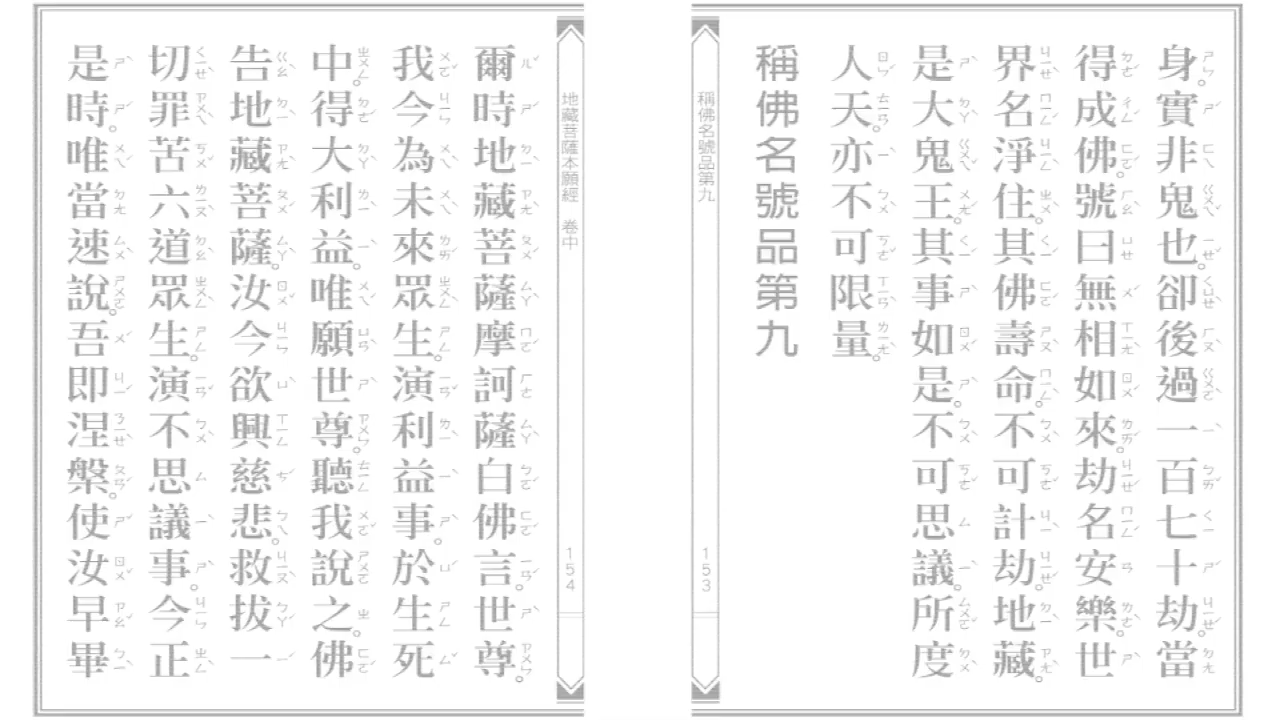 身。實非鬼也。卻後過一百七十劫。當
得成佛。號曰無相如來。劫名安樂。世
界名淨住。其佛壽命。不可計劫。地藏。
是大鬼王。其事如是。不可思議。所度
人天。亦不可限量。
稱佛名號品第九
稱佛名號品第九
153
地藏菩薩本願經 卷中
154
爾時地藏菩薩摩訶薩白佛言。世尊。
我今為未來眾生。演利益事。於生死
中。得大利益。唯願世尊。聽我說之。佛
告地藏菩薩。汝今欲興慈悲。救拔一
切罪苦六道眾生。演不思議事。今正
是時。唯當速說。吾即涅槃。使汝早畢